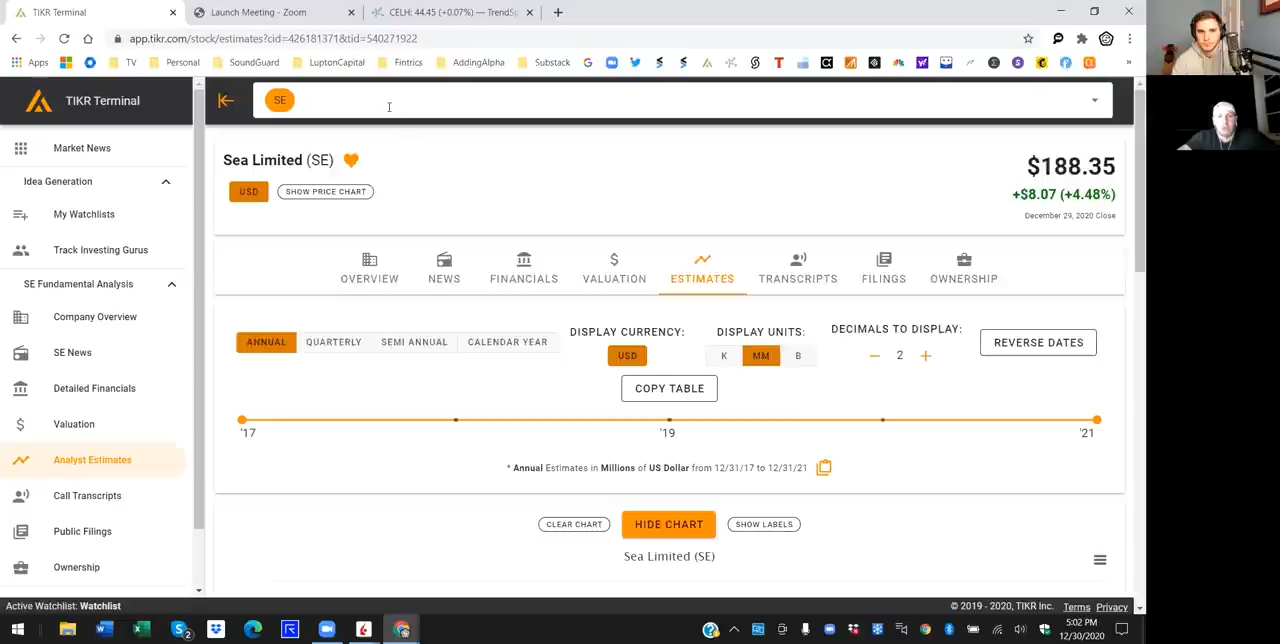 TIKR Terminal
Launch Meeting - Zoom
CELH: 44.45 (+0.07%) — TrendS
app.tikr.com/stock/estimates?cid=426181371&tid=540271922
Apps
TV
Personal
SoundGuard
LuptonCapital
Fintrics
AddingAlpha
Substack
TIKR Terminal
SE
Market News
Idea Generation
My Watchlists
Track Investing Gurus
SE Fundamental Analysis
Company Overview
SE News
Detailed Financials
Valuation
Analyst Estimates
Call Transcripts
Public Filings
Ownership
Sea Limited (SE)
USD
SHOW PRICE CHART
$188.35
+$8.07 (+4.48%)
December 29, 2020 Close
OVERVIEW
NEWS
FINANCIALS
VALUATION
ESTIMATES
TRANSCRIPTS
FILINGS
OWNERSHIP
ANNUAL
QUARTERLY
SEMI ANNUAL
CALENDAR YEAR
DISPLAY CURRENCY:
USD
DISPLAY UNITS:
K
MM
B
DECIMALS TO DISPLAY:
2
REVERSE DATES
COPY TABLE
'17
'19
'21
* Annual Estimates in Millions of US Dollar from 12/31/17 to 12/31/21
CLEAR CHART
HIDE CHART
SHOW LABELS
Sea Limited (SE)
Active Watchlist: Watchlist
© 2019 - 2020, TIKR Inc.
Terms
Privacy
5:02 PM
12/30/2020